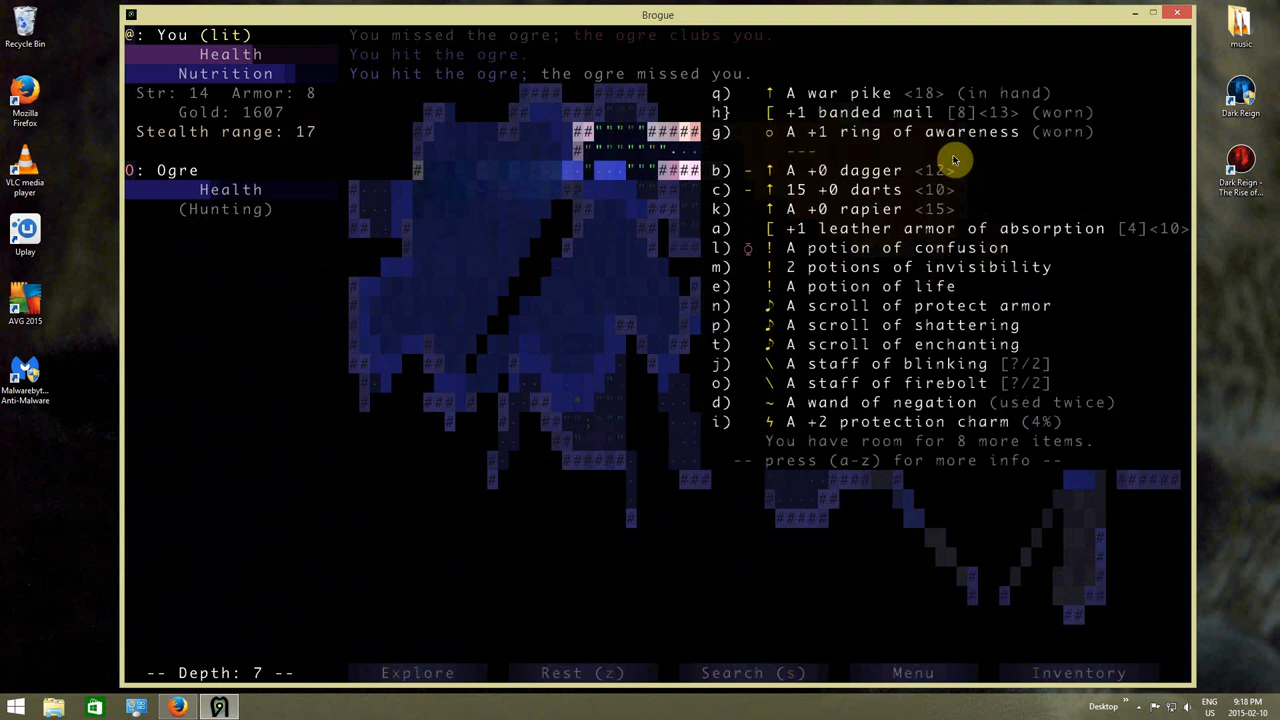 Brogue
@: You (lit)
Health
Nutrition
Str: 14 Armor: 8
Gold: 1607
Stealth range: 17
O: Ogre
Health
(Hunting)
You missed the ogre; the ogre clubs you.
You hit the ogre.
You hit the ogre; the ogre missed you.
q) ↑ A war pike <18> (in hand)
h} [ +1 banded mail [8]<13> (worn)
g) ○ A +1 ring of awareness (worn)
---
b) - ↑ A +0 dagger <12>
c) - ↑ 15 +0 darts <10>
k) ↑ A +0 rapier <15>
a) [ +1 leather armor of absorption [4]<10>
l) ! A potion of confusion
m) ! 2 potions of invisibility
e) ! A potion of life
n) ♪ A scroll of protect armor
p) ♪ A scroll of shattering
t) ♪ A scroll of enchanting
j) \ A staff of blinking [?/2]
o) \ A staff of firebolt [?/2]
d) ~ A wand of negation (used twice)
i) ϟ A +2 protection charm (4%)
You have room for 8 more items.
-- press (a-z) for more info --
-- Depth: 7 --
Explore
Rest (z)
Search (s)
Menu
Inventory
Recycle Bin
Mozilla
Firefox
VLC media
player
Uplay
AVG 2015
Malwarebyt...
Anti-Malware
music
Dark Reign
Dark Reign
- The Rise of...
Desktop
»
ENG
US
9:18 PM
2015-02-10